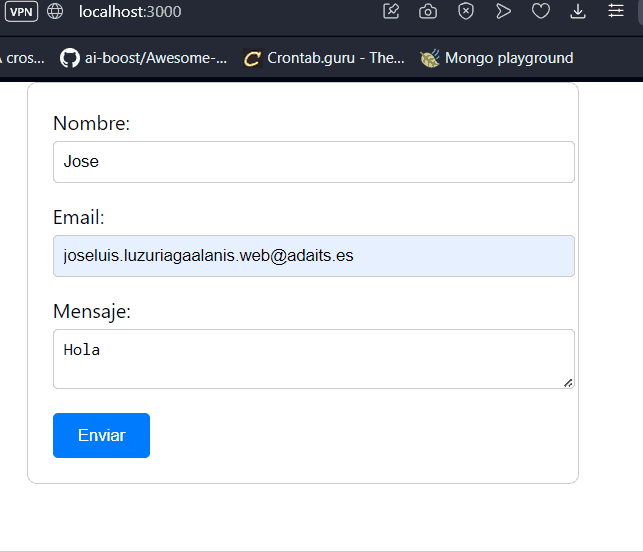 VPN localhost:3000
cros... ai-boost/Awesome-... Crontab.guru - The... Mongo playground
Nombre:
Jose
Email:
joseluis.luzuriagaalanis.web@adaits.es
Mensaje:
Hola
Enviar